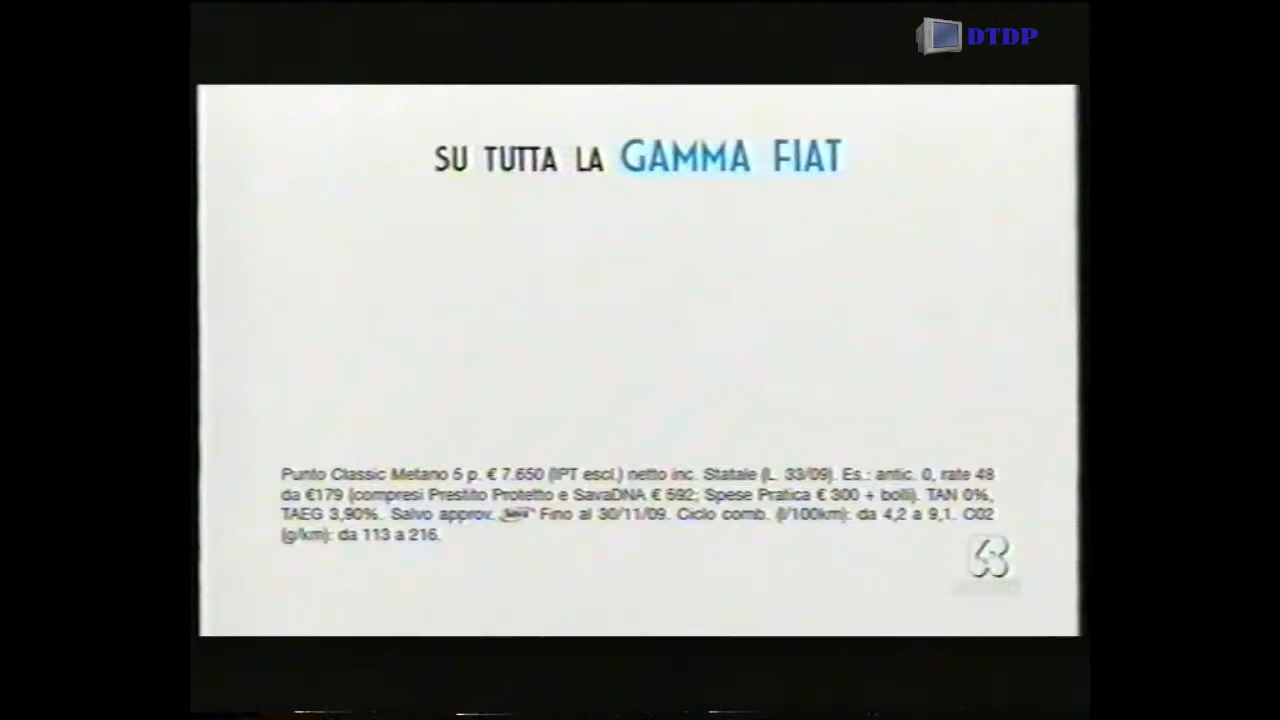 DTDP
SU TUTTA LA GAMMA FIAT
Punto Classic Metano 5 p. € 7.650 (IPT escl.) netto inc. Statale (L. 33/09). Es.: antic. 0, rate 48
da €179 (compresi Prestito Protetto e SavaDNA € 592; Spese Pratica € 300 + bolli). TAN 0%,
TAEG 3,90%. Salvo approv. Sava Fino al 30/11/09. Ciclo comb. (l/100km): da 4,2 a 9,1. C02
(g/km): da 113 a 216.